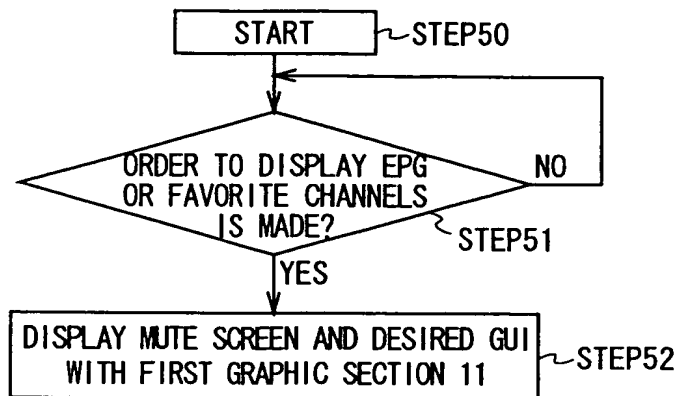 START
STEP50
ORDER TO DISPLAY EPG
OR FAVORITE CHANNELS
IS MADE?
NO
STEP51
YES
DISPLAY MUTE SCREEN AND DESIRED GUI
WITH FIRST GRAPHIC SECTION 11
STEP52